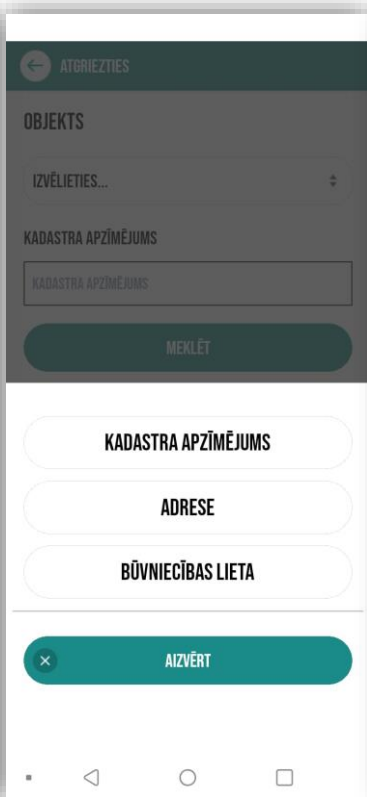 ATGRIEZTIES
OBJEKTS
IZVĒLIETIES...
KADASTRA APZĪMĒJUMS
KADASTRA APZĪMĒJUMS
MEKLĒT
KADASTRA APZĪMĒJUMS
ADRESE
BŪVNIECĪBAS LIETA
AIZVĒRT